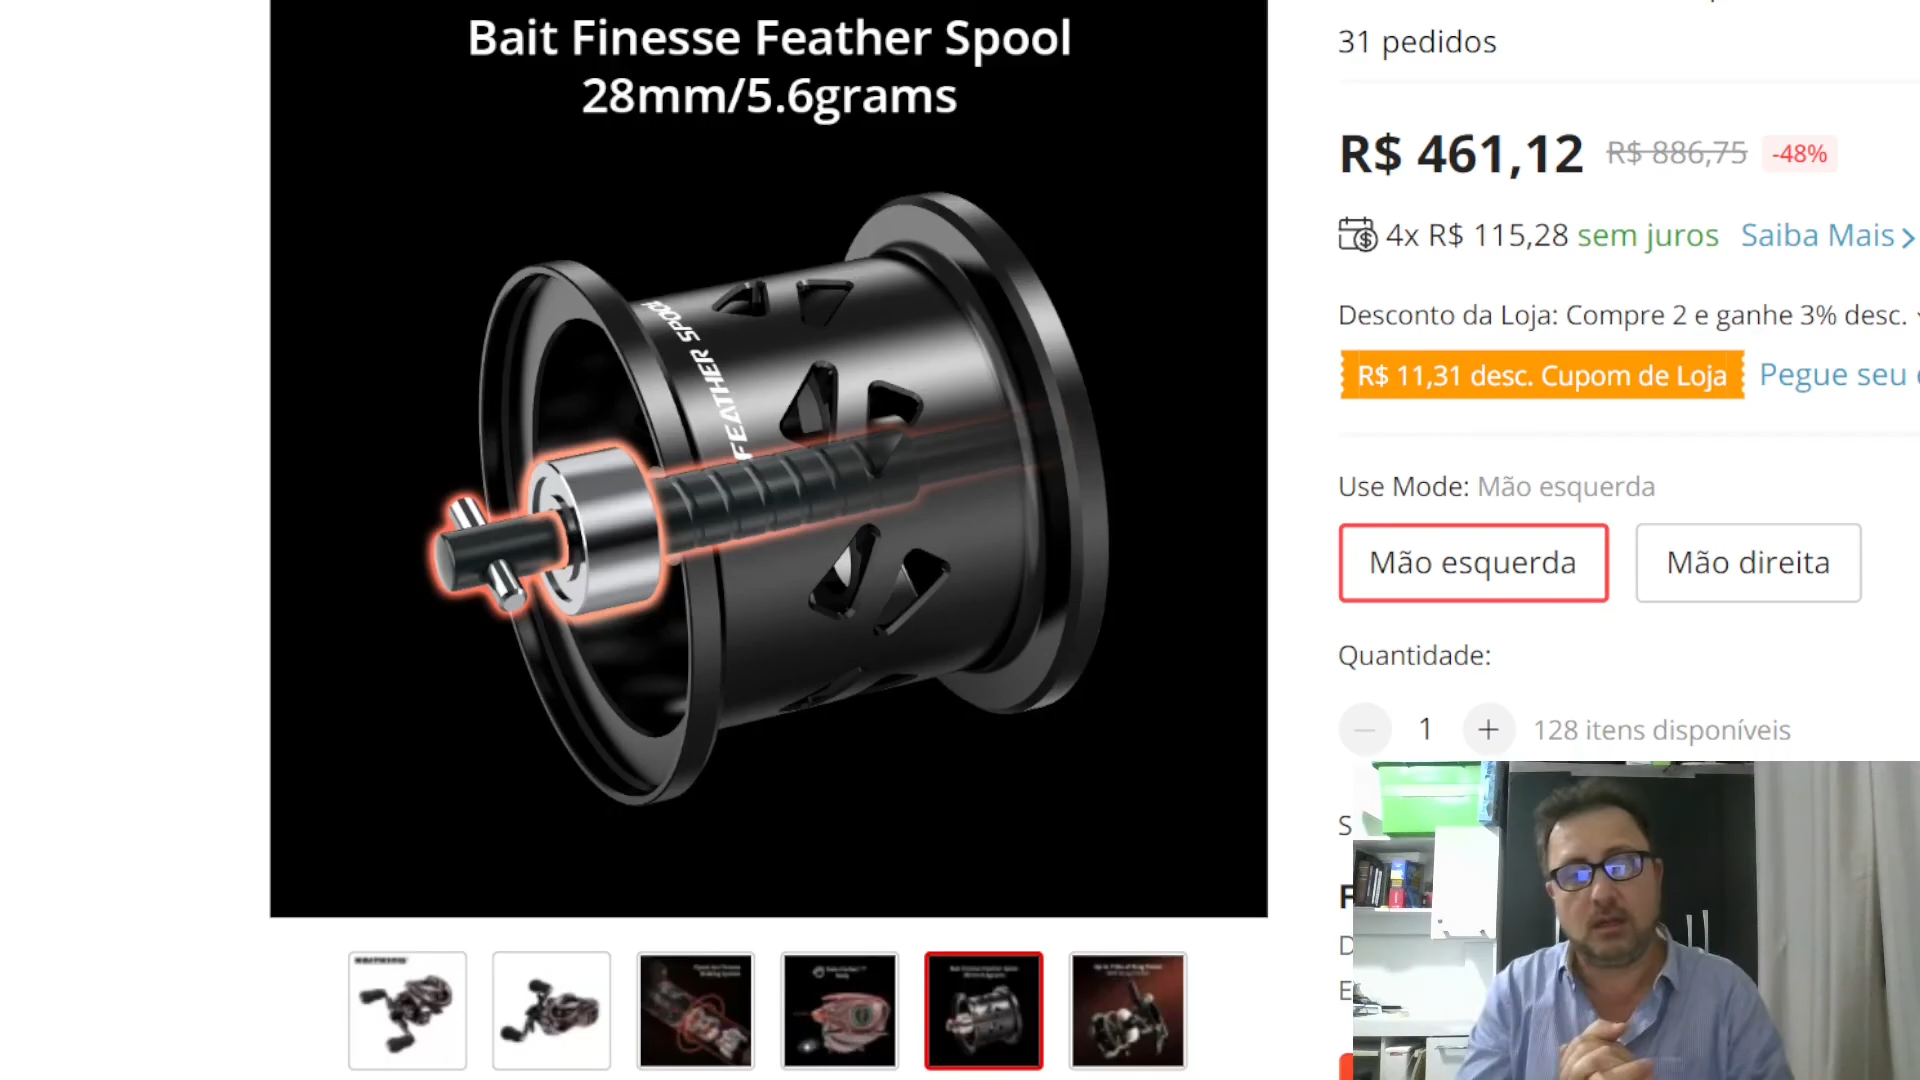 Bait Finesse Feather Spool
28mm/5.6grams
FEATHER SPOOL
31 pedidos
R$ 461,12 R$ 886,75 -48%
4x R$ 115,28 sem juros Saiba Mais
Desconto da Loja: Compre 2 e ganhe 3% desc.
R$ 11,31 desc. Cupom de Loja Pegue seu
Use Mode: Mão esquerda
Mão esquerda Mão direita
Quantidade:
1 128 itens disponíveis